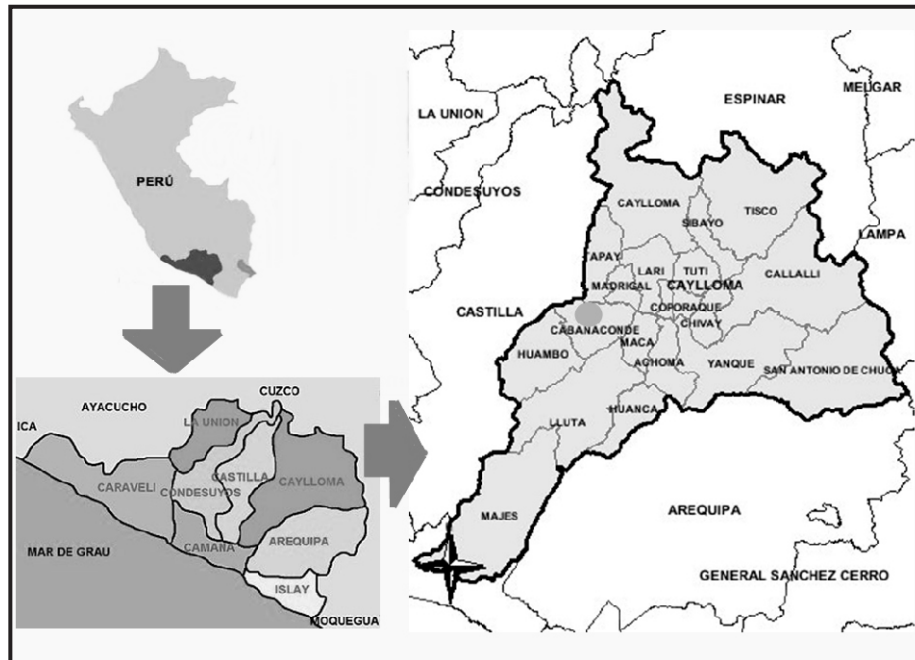 PERÚ
CUZCO
AYACUCHO
ICA
LA UNION
CASTILLA
CARAVELI
CONDESUYOS
CAYLLOMA
CAMAÑA
AREQUIPA
MAR DE GRAU
ISLAY
MOQUEGUA
MELGAR
ESPINAR
LA UNION
CONDESUYOS
CAYLLOMA
TISCO
SIBAYO
LAMPA
TAPAY
LARI
TUTI
CALLALLI
MADRIGAL
CAYLLOMA
CASTILLA
COPORAQUE
CABANACONDE
CHIVAY
MACA
HUAMBO
ACHOMA
YANQUE
SAN ANTONIO DE CHUCA
HUANCA
LLUTA
MAJES
AREQUIPA
GENERAL SANCHEZ CERRO